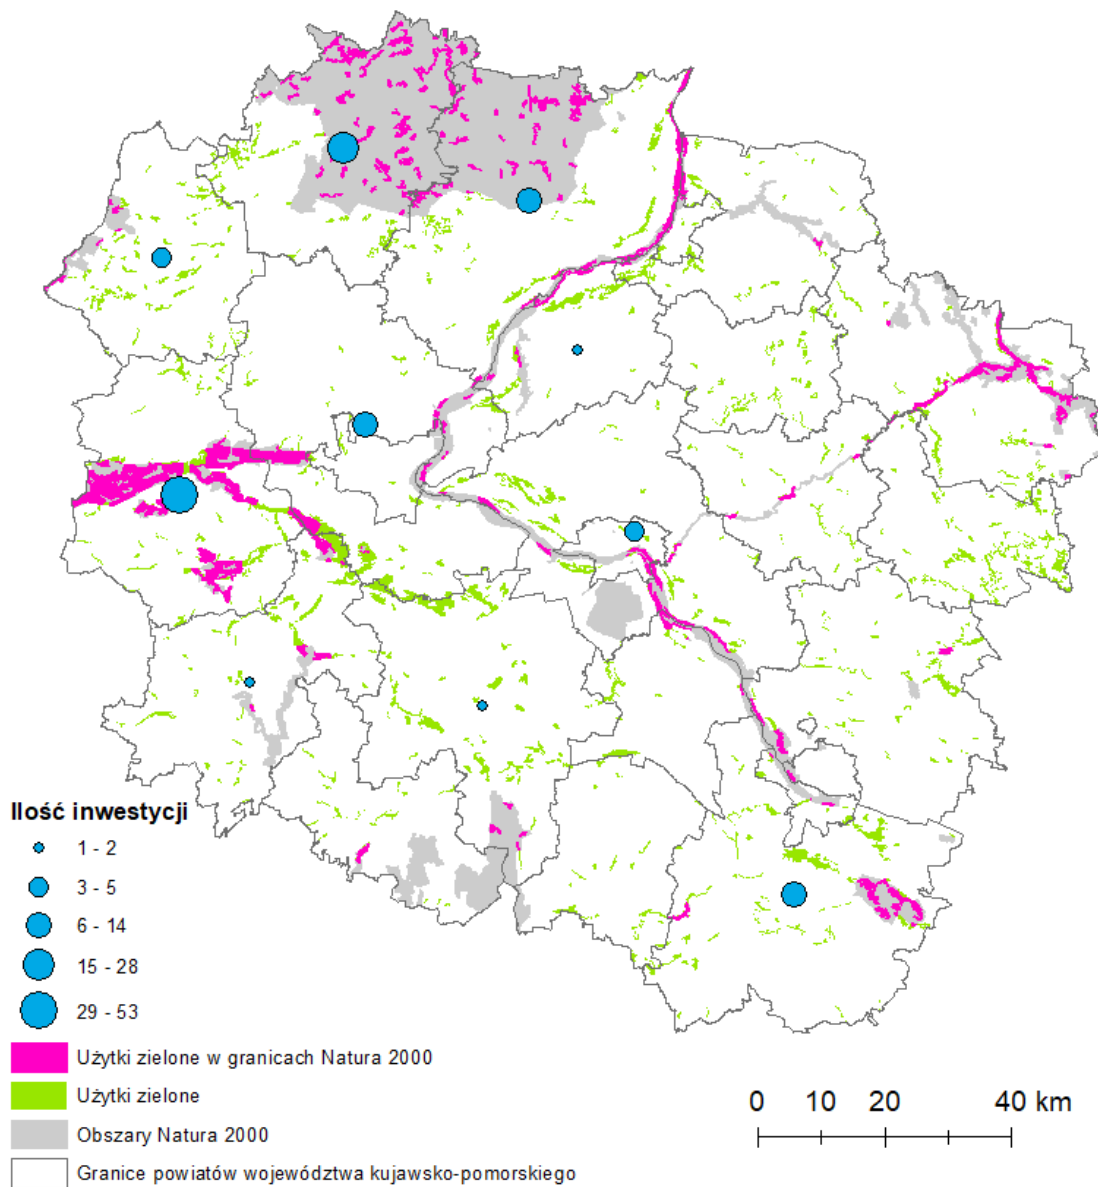 Ilość inwestycji
1 - 2
3 - 5
6 - 14
15 - 28
29 - 53
Użytki zielone w granicach Natura 2000
Użytki zielone
Obszary Natura 2000
Granice powiatów województwa kujawsko-pomorskiego
0 10 20 40 km